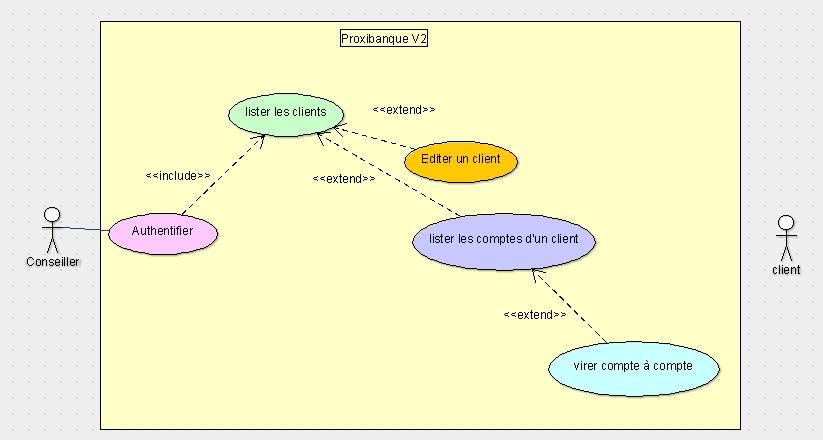 Proxibanque V2
lister les clients
<<extend>>
Editer un client
<<include>>
<<extend>>
Authentifier
lister les comptes d'un client
Conseiller
client
<<extend>>
virer compte à compte